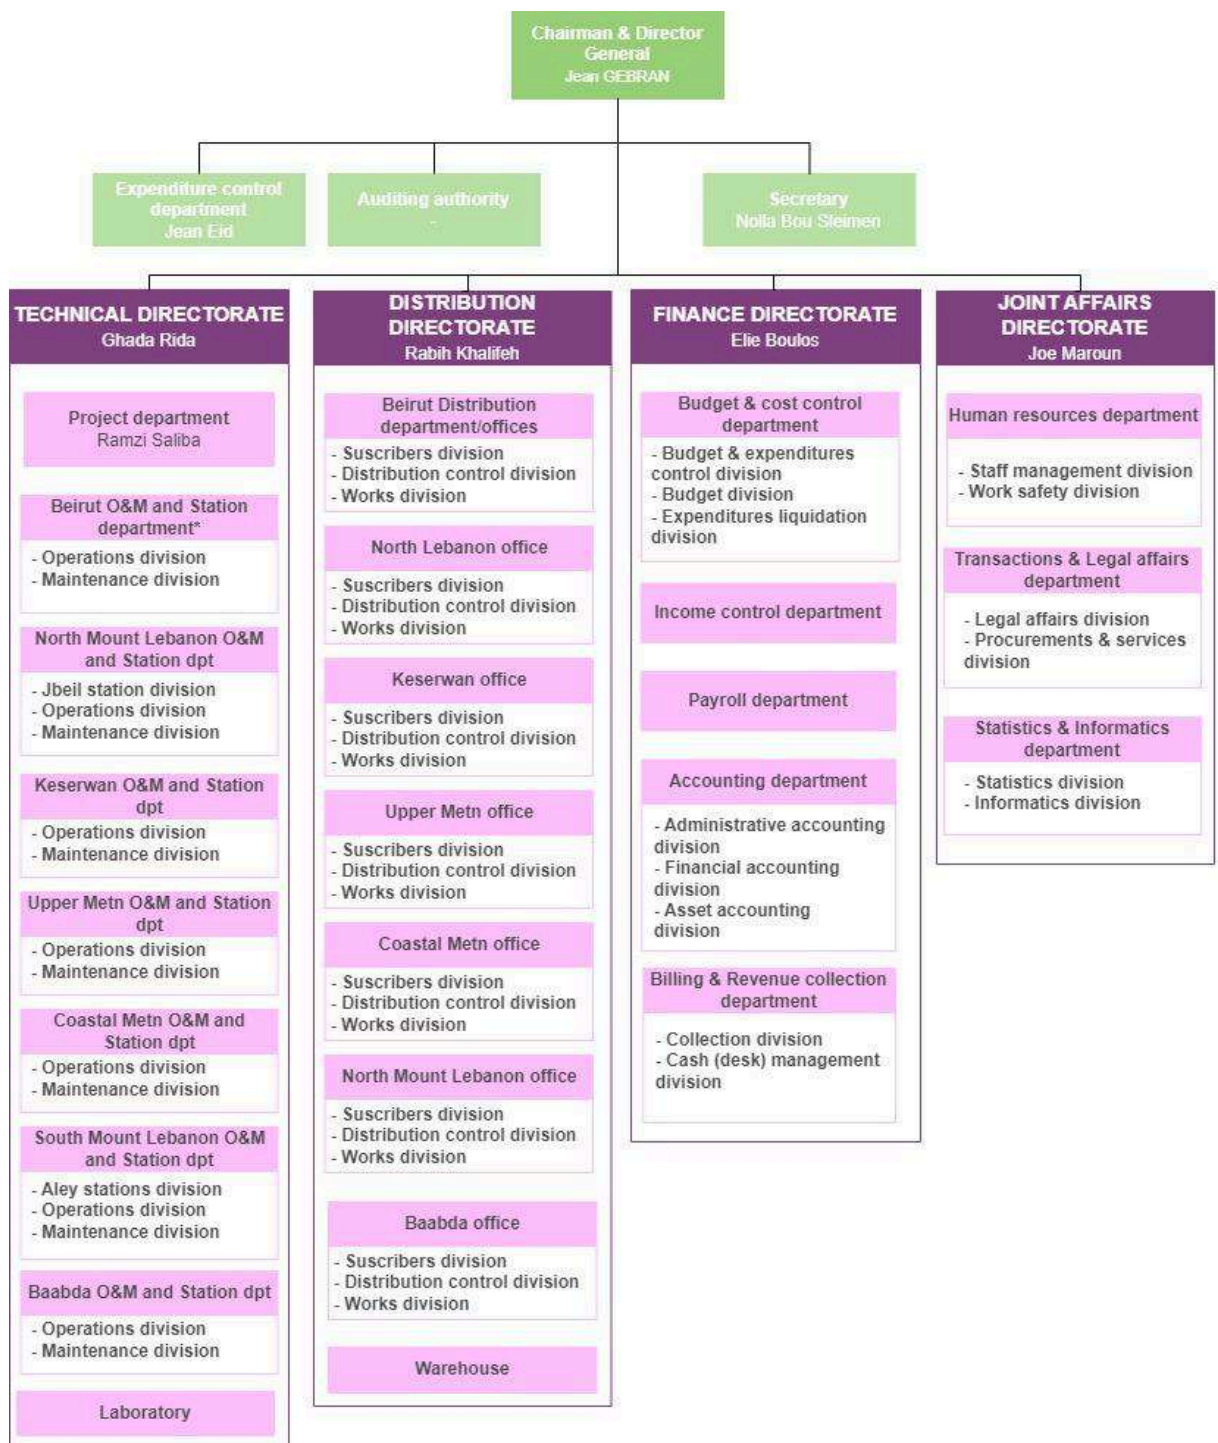 Chairman & Director
General
Jean GEBRAN
Expenditure control
department
Jean Eid
Auditing authority
-
Secretary
Nolla Bou Sleimen
TECHNICAL DIRECTORATE
Ghada Rida
Project department
Ramzi Saliba
Beirut O&M and Station
department*
- Operations division
- Maintenance division
North Mount Lebanon O&M
and Station dpt
- Jbeil station division
- Operations division
- Maintenance division
Keserwan O&M and Station
dpt
- Operations division
- Maintenance division
Upper Metn O&M and Station
dpt
- Operations division
- Maintenance division
Coastal Metn O&M and
Station dpt
- Operations division
- Maintenance division
South Mount Lebanon O&M
and Station dpt
- Aley stations division
- Operations division
- Maintenance division
Baabda O&M and Station dpt
- Operations division
- Maintenance division
Laboratory
DISTRIBUTION
DIRECTORATE
Rabih Khalifeh
Beirut Distribution
department/offices
- Suscribers division
- Distribution control division
- Works division
North Lebanon office
- Suscribers division
- Distribution control division
- Works division
Keserwan office
- Suscribers division
- Distribution control division
- Works division
Upper Metn office
- Suscribers division
- Distribution control division
- Works division
Coastal Metn office
- Suscribers division
- Distribution control division
- Works division
North Mount Lebanon office
- Suscribers division
- Distribution control division
- Works division
Baabda office
- Suscribers division
- Distribution control division
- Works division
Warehouse
FINANCE DIRECTORATE
Elie Boulos
Budget & cost control
department
- Budget & expenditures
control division
- Budget division
- Expenditures liquidation
division
Income control department
Payroll department
Accounting department
- Administrative accounting
division
- Financial accounting
division
- Asset accounting
division
Billing & Revenue collection
department
- Collection division
- Cash (desk) management
division
JOINT AFFAIRS
DIRECTORATE
Joe Maroun
Human resources department
- Staff management division
- Work safety division
Transactions & Legal affairs
department
- Legal affairs division
- Procurements & services
division
Statistics & Informatics
department
- Statistics division
- Informatics division